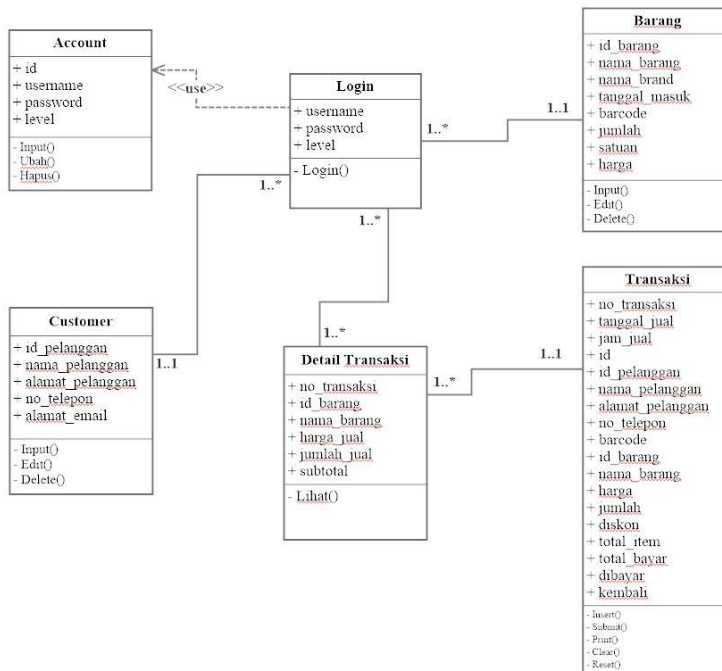 Account
+ id
+ username
+ password
+ level
- Input()
- Ubah()
- Hapus()
<<use>>
Login
+ username
+ password
+ level
- Login()
1..*
1..1
Barang
+ id_barang
+ nama_barang
+ nama_brand
+ tanggal_masuk
+ barcode
+ jumlah
+ satuan
+ harga
- Input()
- Edit()
- Delete()
1..*
1..*
Customer
+ id_pelanggan
+ nama_pelanggan
+ alamat_pelanggan
+ no_telepon
+ alamat_email
- Input()
- Edit()
- Delete()
1..1
1..*
Detail Transaksi
+ no_transaksi
+ id_barang
+ nama_barang
+ harga_jual
+ jumlah_jual
+ subtotal
- Lihat()
1..*
1..1
Transaksi
+ no_transaksi
+ tanggal_jual
+ jam_jual
+ id
+ id_pelanggan
+ nama_pelanggan
+ alamat_pelanggan
+ no_telepon
+ barcode
+ id_barang
+ nama_barang
+ harga
+ jumlah
+ diskon
+ total_item
+ total_bayar
+ dibayar
+ kembali
- Insert()
- Submit()
- Print()
- Clear()
- Reset()